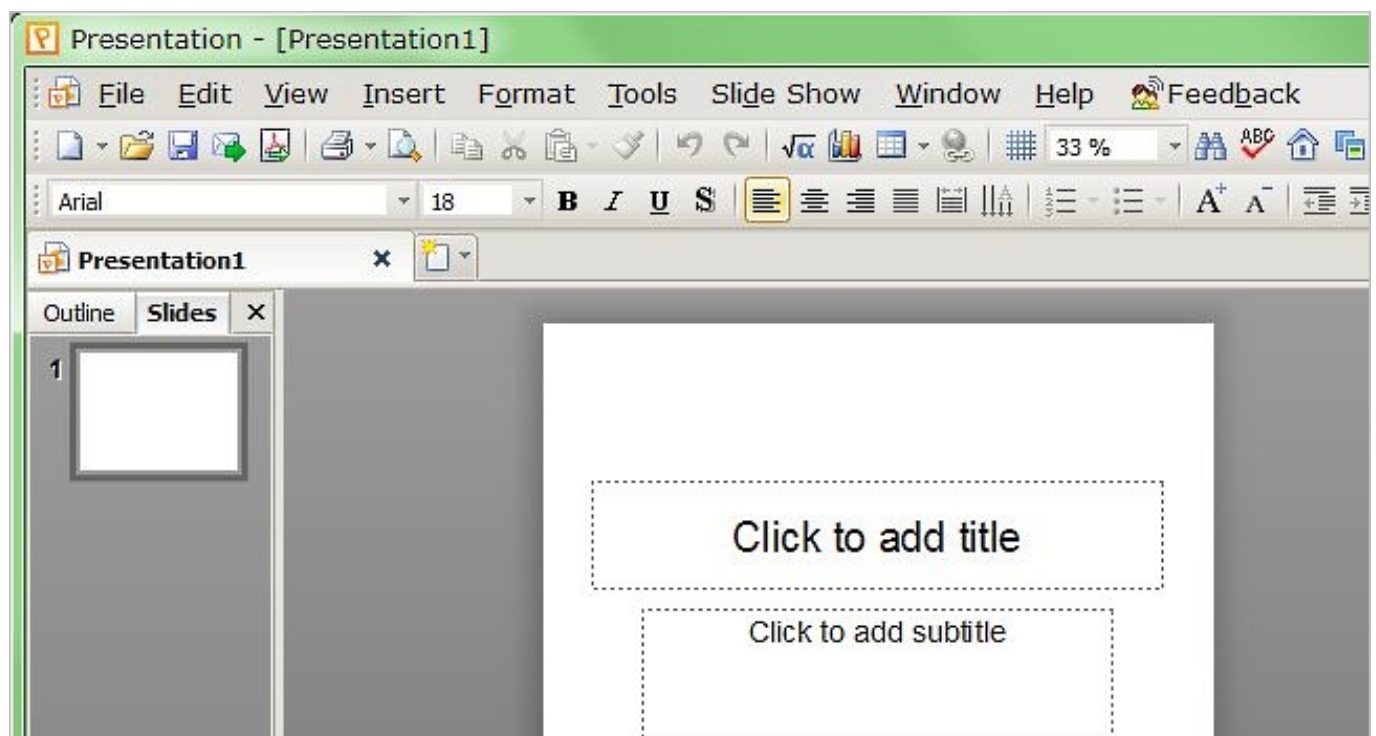 Presentation - [Presentation1]
File Edit View Insert Format Tools Slide Show Window Help Feedback
33 % ABC
Arial 18 B I U S A+ A-
Presentation1
Outline Slides
1
Click to add title
Click to add subtitle